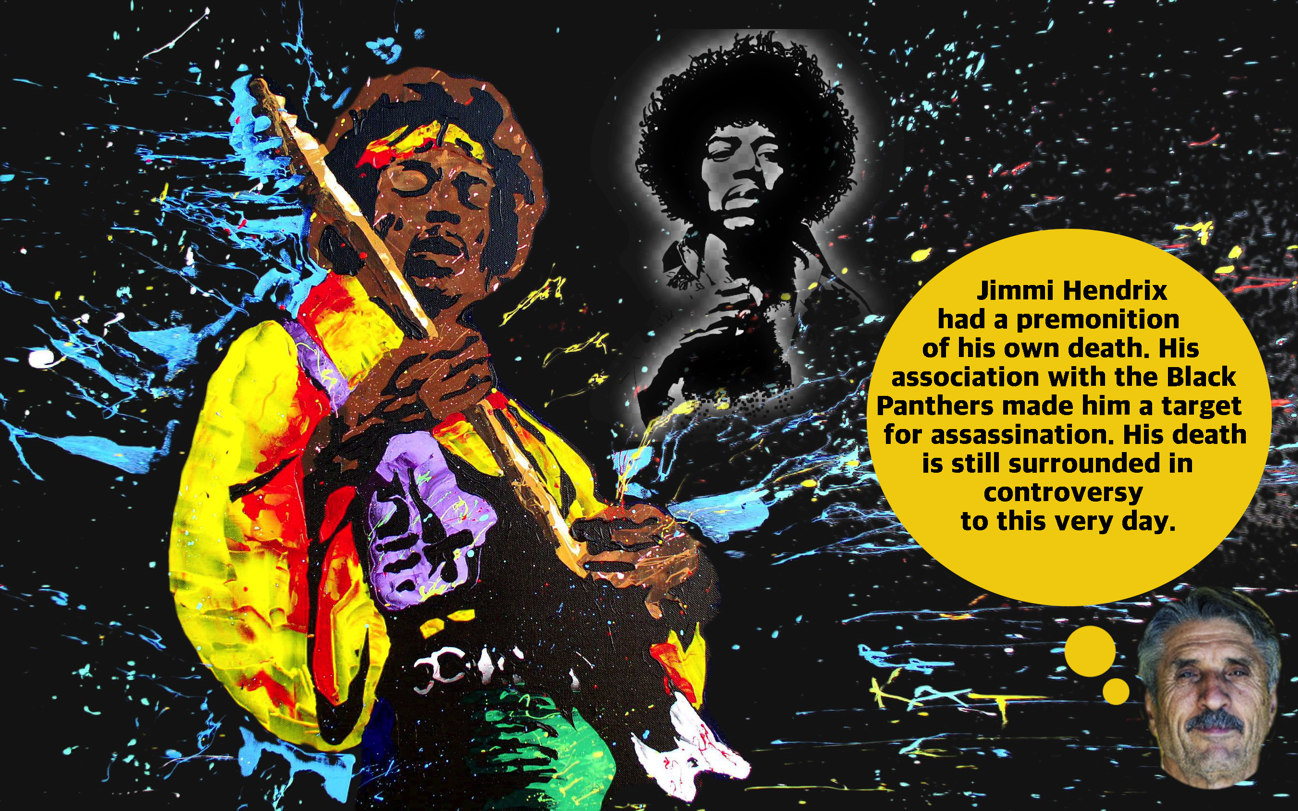 Jimmi Hendrix
had a premonition
of his own death. His
association with the Black
Panthers made him a target
for assassination. His death
is still surrounded in
controversy
to this very day.